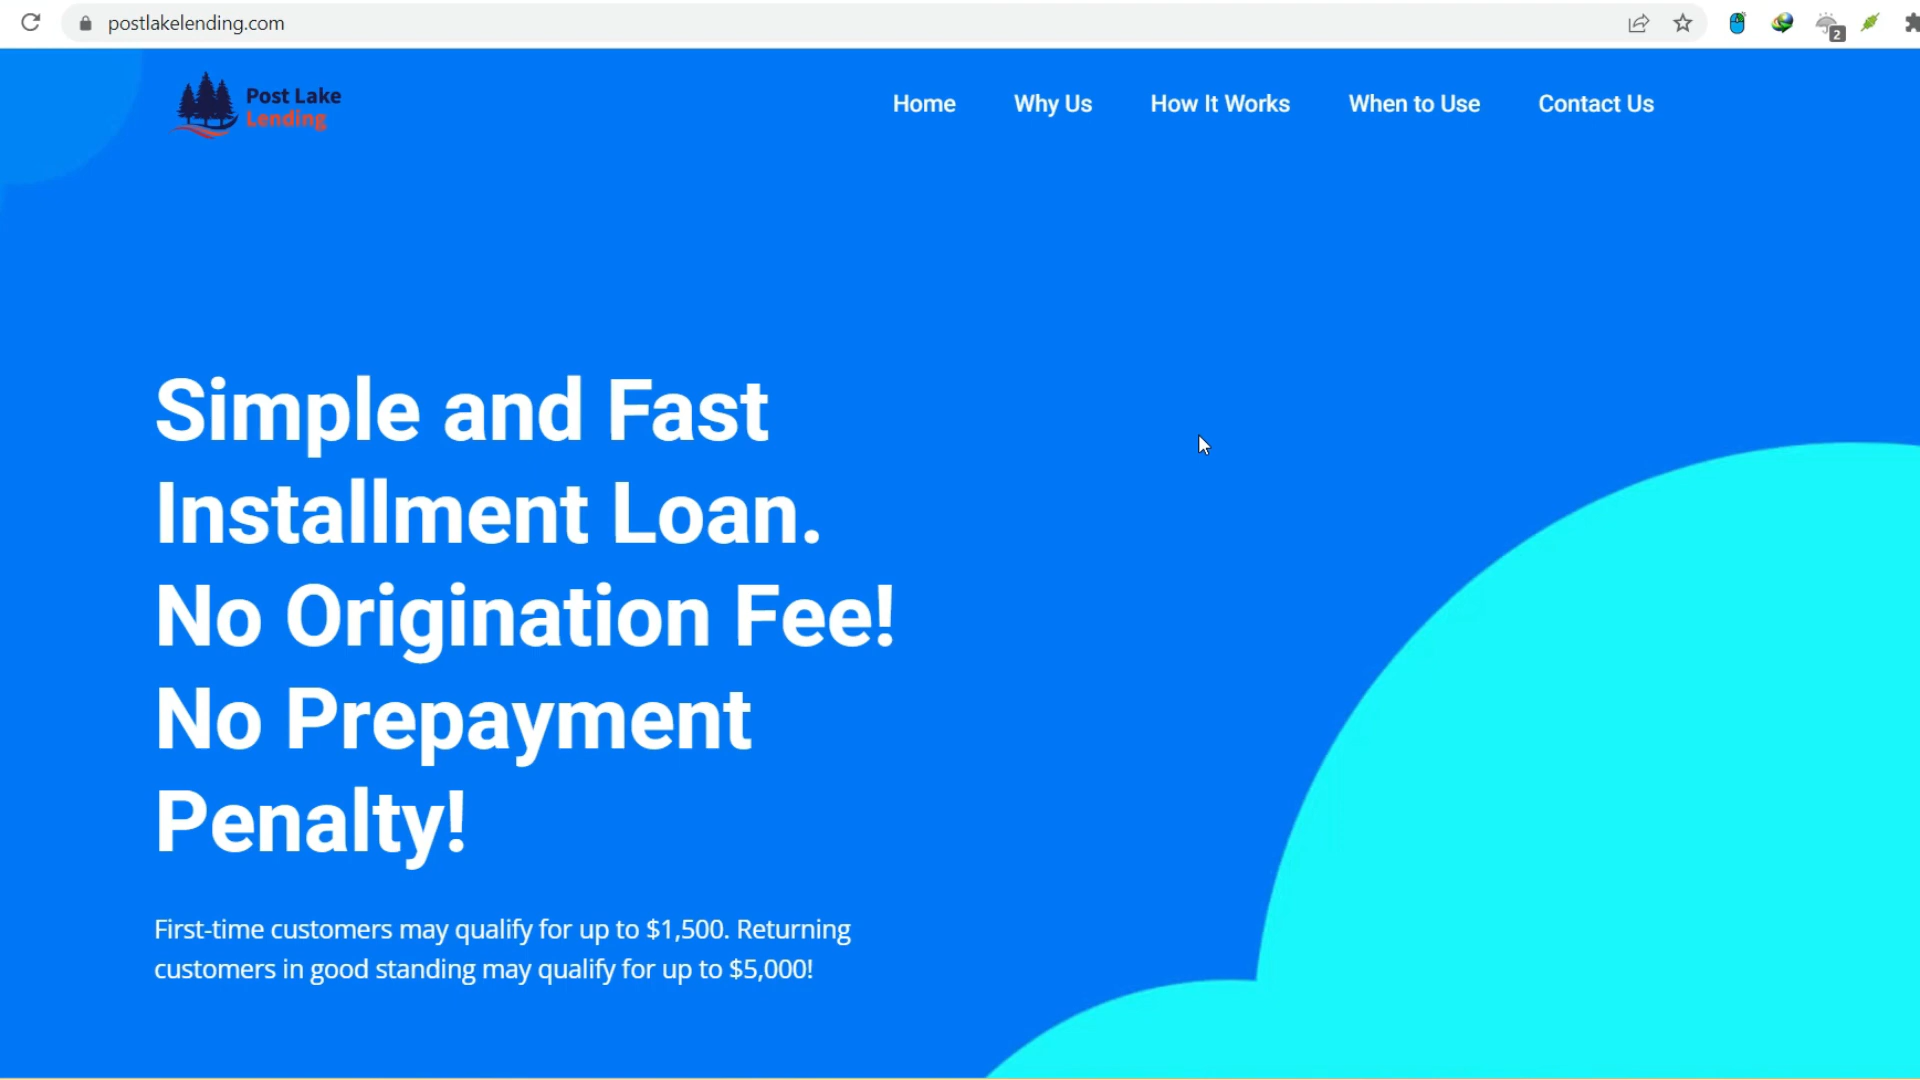 postlakelending.com
2
Post Lake
Lending
Home Why Us How It Works When to Use Contact Us
Simple and Fast
Installment Loan.
No Origination Fee!
No Prepayment
Penalty!
First-time customers may qualify for up to $1,500. Returning
customers in good standing may qualify for up to $5,000!